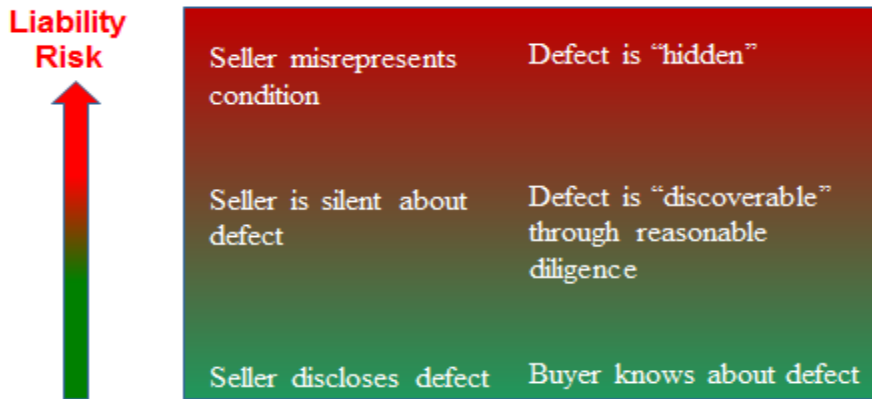 Liability
Risk
Seller misrepresents
condition
Defect is “hidden”
Seller is silent about
defect
Defect is “discoverable”
through reasonable
diligence
Seller discloses defect
Buyer knows about defect